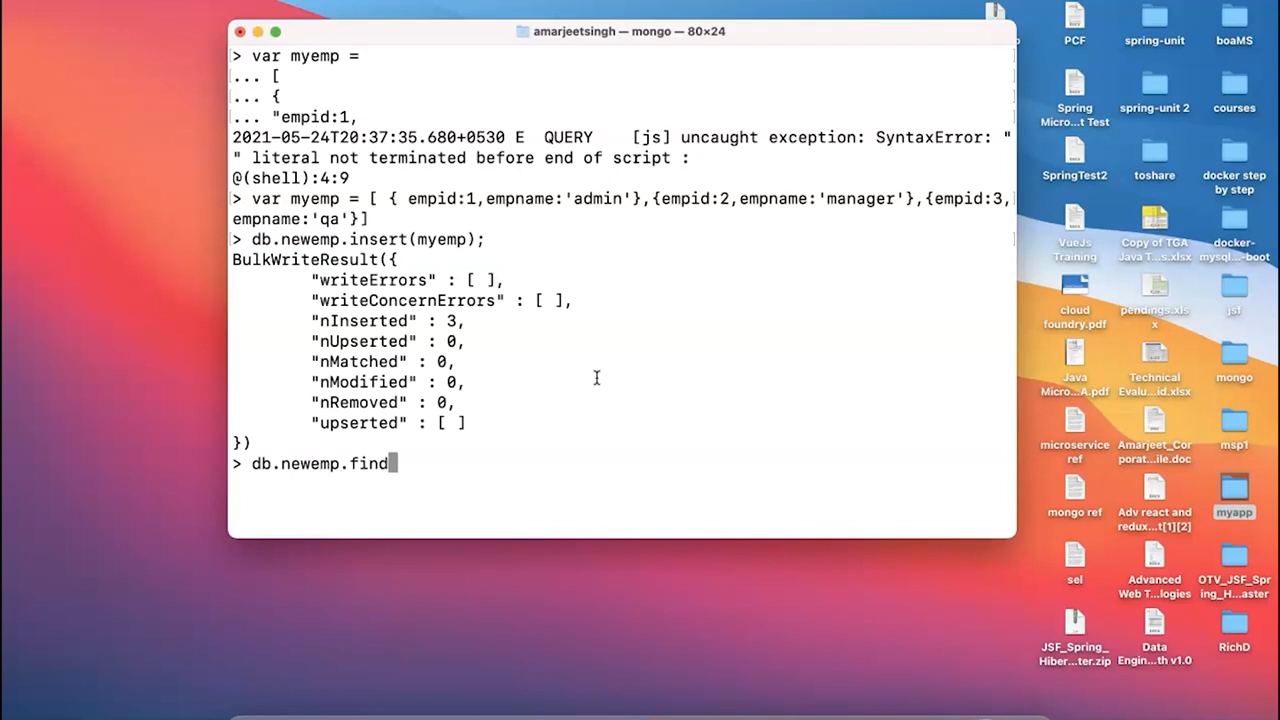 amarjeetsingh — mongo — 80×24
> var myemp =
... [
... {
... "empid:1,
2021-05-24T20:37:35.680+0530 E  QUERY    [js] uncaught exception: SyntaxError: "
" literal not terminated before end of script :
@(shell):4:9
> var myemp = [ { empid:1,empname:'admin'},{empid:2,empname:'manager'},{empid:3,
empname:'qa'}]
> db.newemp.insert(myemp);
BulkWriteResult({
"writeErrors" : [ ],
"writeConcernErrors" : [ ],
"nInserted" : 3,
"nUpserted" : 0,
"nMatched" : 0,
"nModified" : 0,
"nRemoved" : 0,
"upserted" : [ ]
})
> db.newemp.find
PCF
spring-unit
boaMS
Spring
Micro...t Test
spring-unit 2
courses
SpringTest2
toshare
docker step
by step
VueJs
Training
Copy of TGA
Java T...s.xlsx
docker-
mysql...-boot
cloud
foundry.pdf
pendings.xls
x
jsf
Java
Micros...A.pdf
Technical
Evalu...id.xlsx
mongo
microservice
ref
Amarjeet_Cor
porat...ile.doc
msp1
mongo ref
Adv react and
redux...t[1][2]
myapp
sel
Advanced
Web T...logies
OTV_JSF_Spr
ing_H...aster
JSF_Spring_
Hiber...ter.zip
Data
Engin...th v1.0
RichD